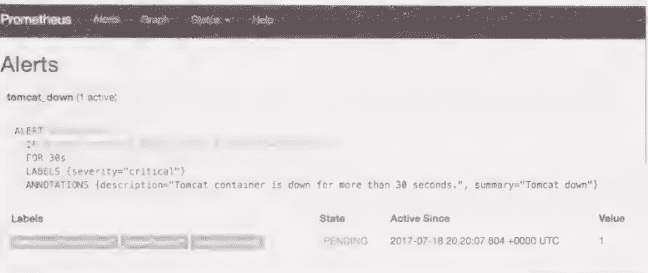 Prometheus Alerts Graph Status Help
Alerts
tomcat_down (1 active)
ALERT
IF
FOR 30s
LABELS {severity="critical"}
ANNOTATIONS {description="Tomcat container is down for more than 30 seconds.", summary="Tomcat down"}
Labels State Active Since Value
PENDING 2017-07-18 20:20:07.804 +0000 UTC 1